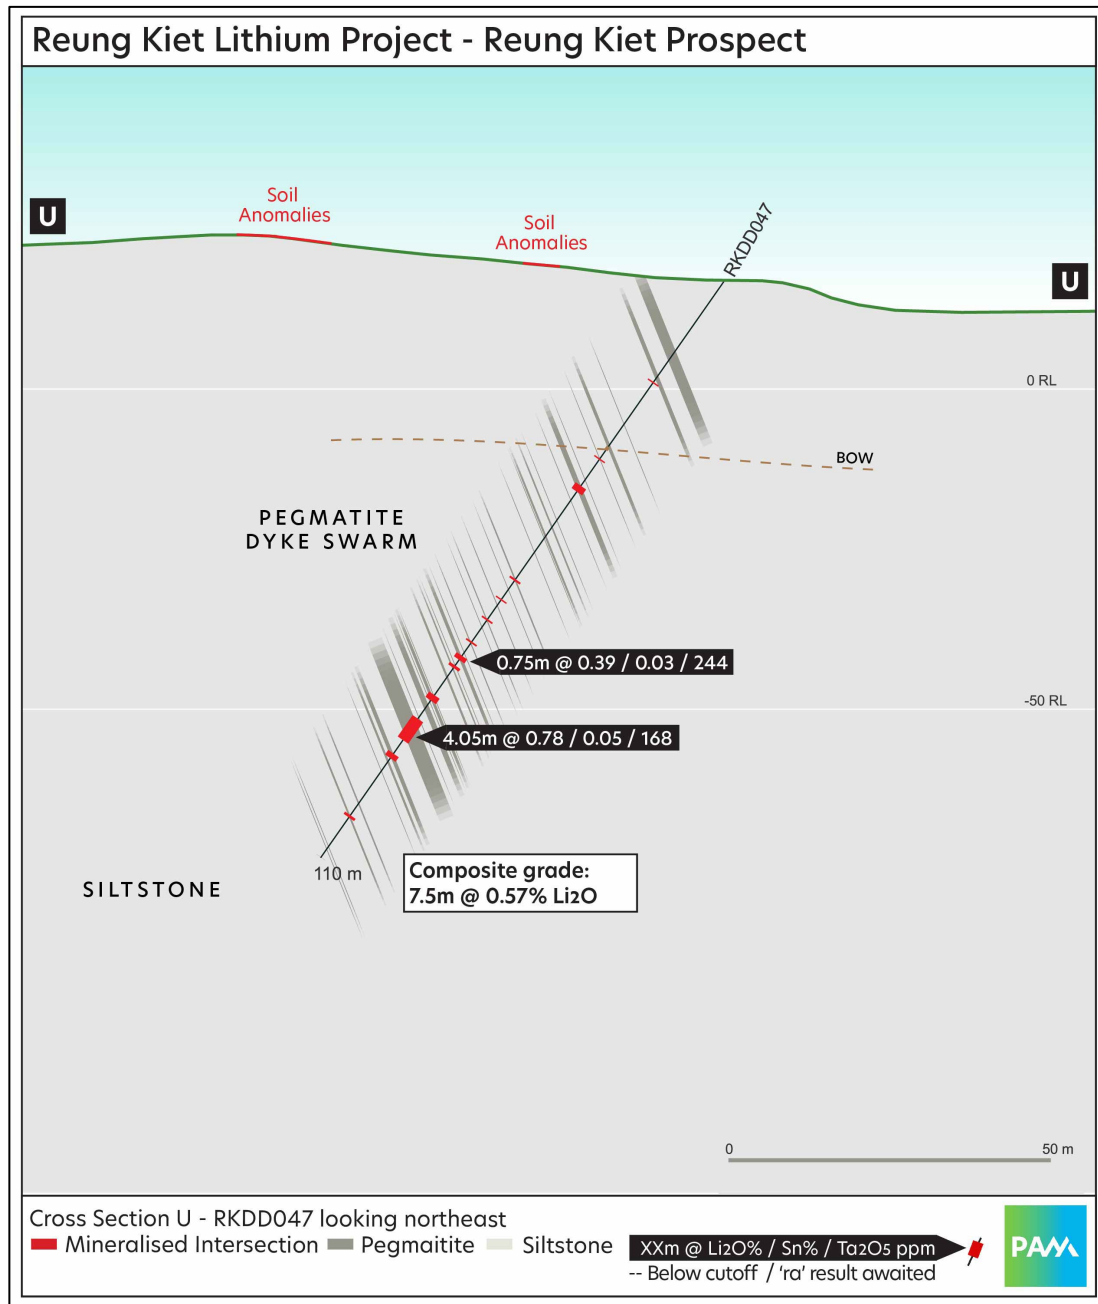 Reung Kiet Lithium Project - Reung Kiet Prospect
Soil
Anomalies
U
Soil
Anomalies
RKDD047
U
0 RL
BOW
PEGMATITE
DYKE SWARM
0.75m @ 0.39 / 0.03 / 244
-50 RL
4.05m @ 0.78 / 0.05 / 168
110 m
Composite grade:
7.5m @ 0.57% Li2O
SILTSTONE
0 50 m
Cross Section U - RKDD047 looking northeast
Mineralised Intersection Pegmaitite Siltstone
XXm @ Li2O% / Sn% / Ta2O5 ppm
-- Below cutoff / 'ra' result awaited
PAM